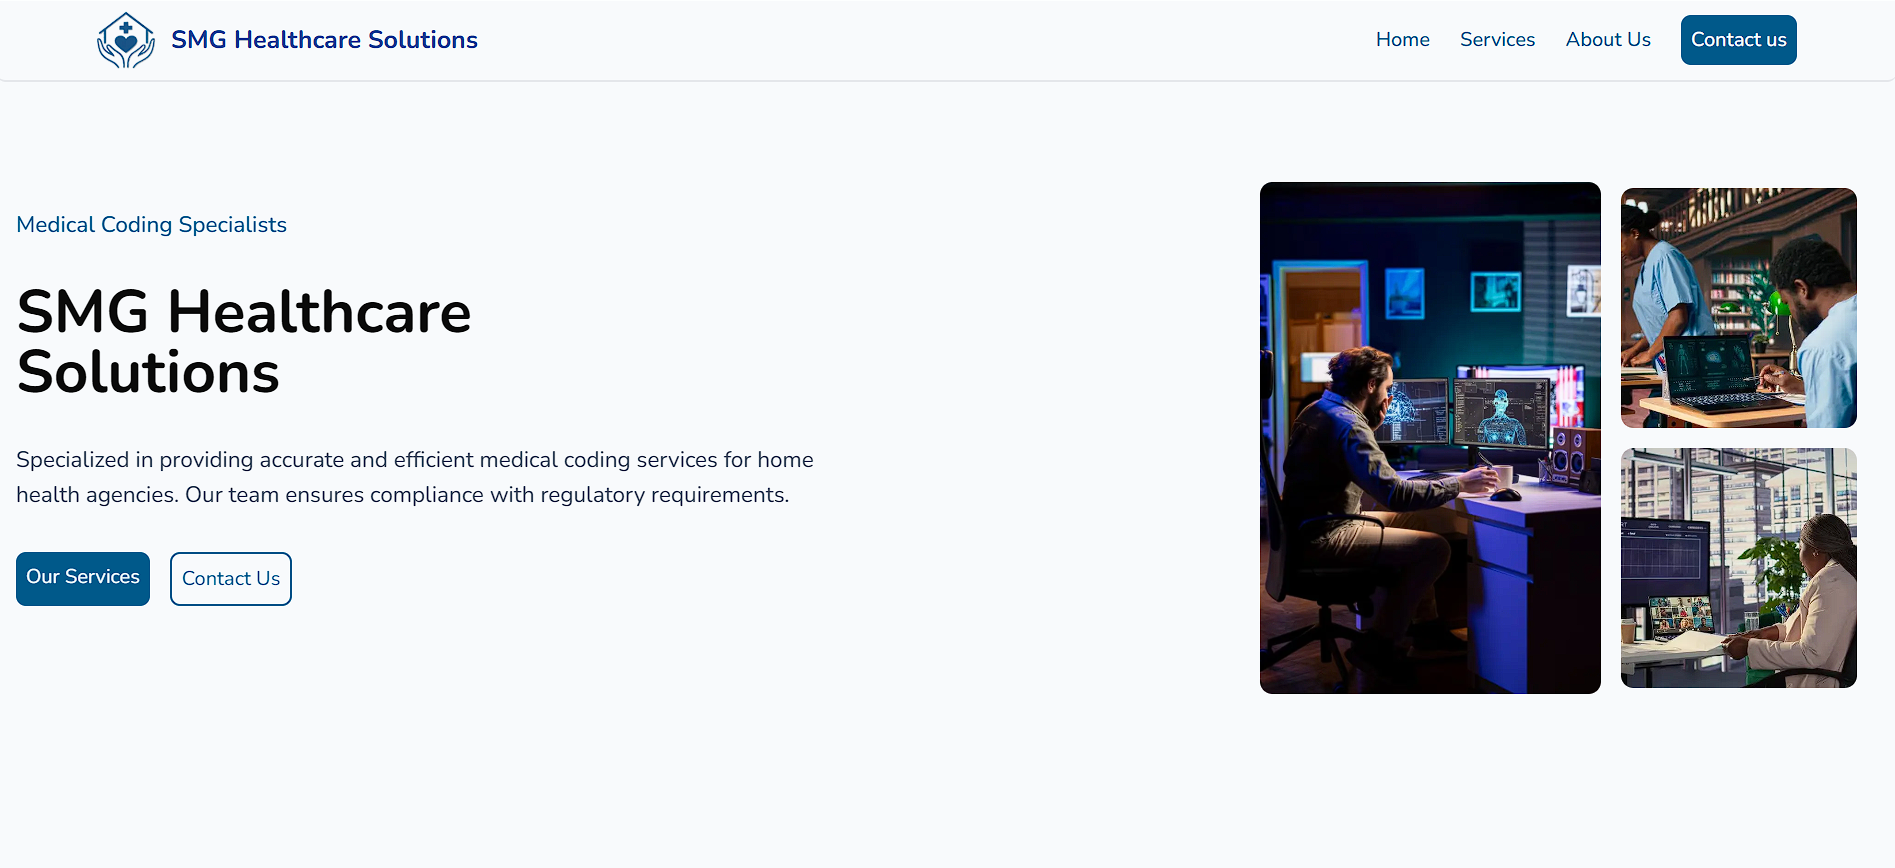 SMG Healthcare Solutions
Home
Services
About Us
Contact us
Medical Coding Specialists
SMG Healthcare
Solutions
Specialized in providing accurate and efficient medical coding services for home
health agencies. Our team ensures compliance with regulatory requirements.
Our Services
Contact Us